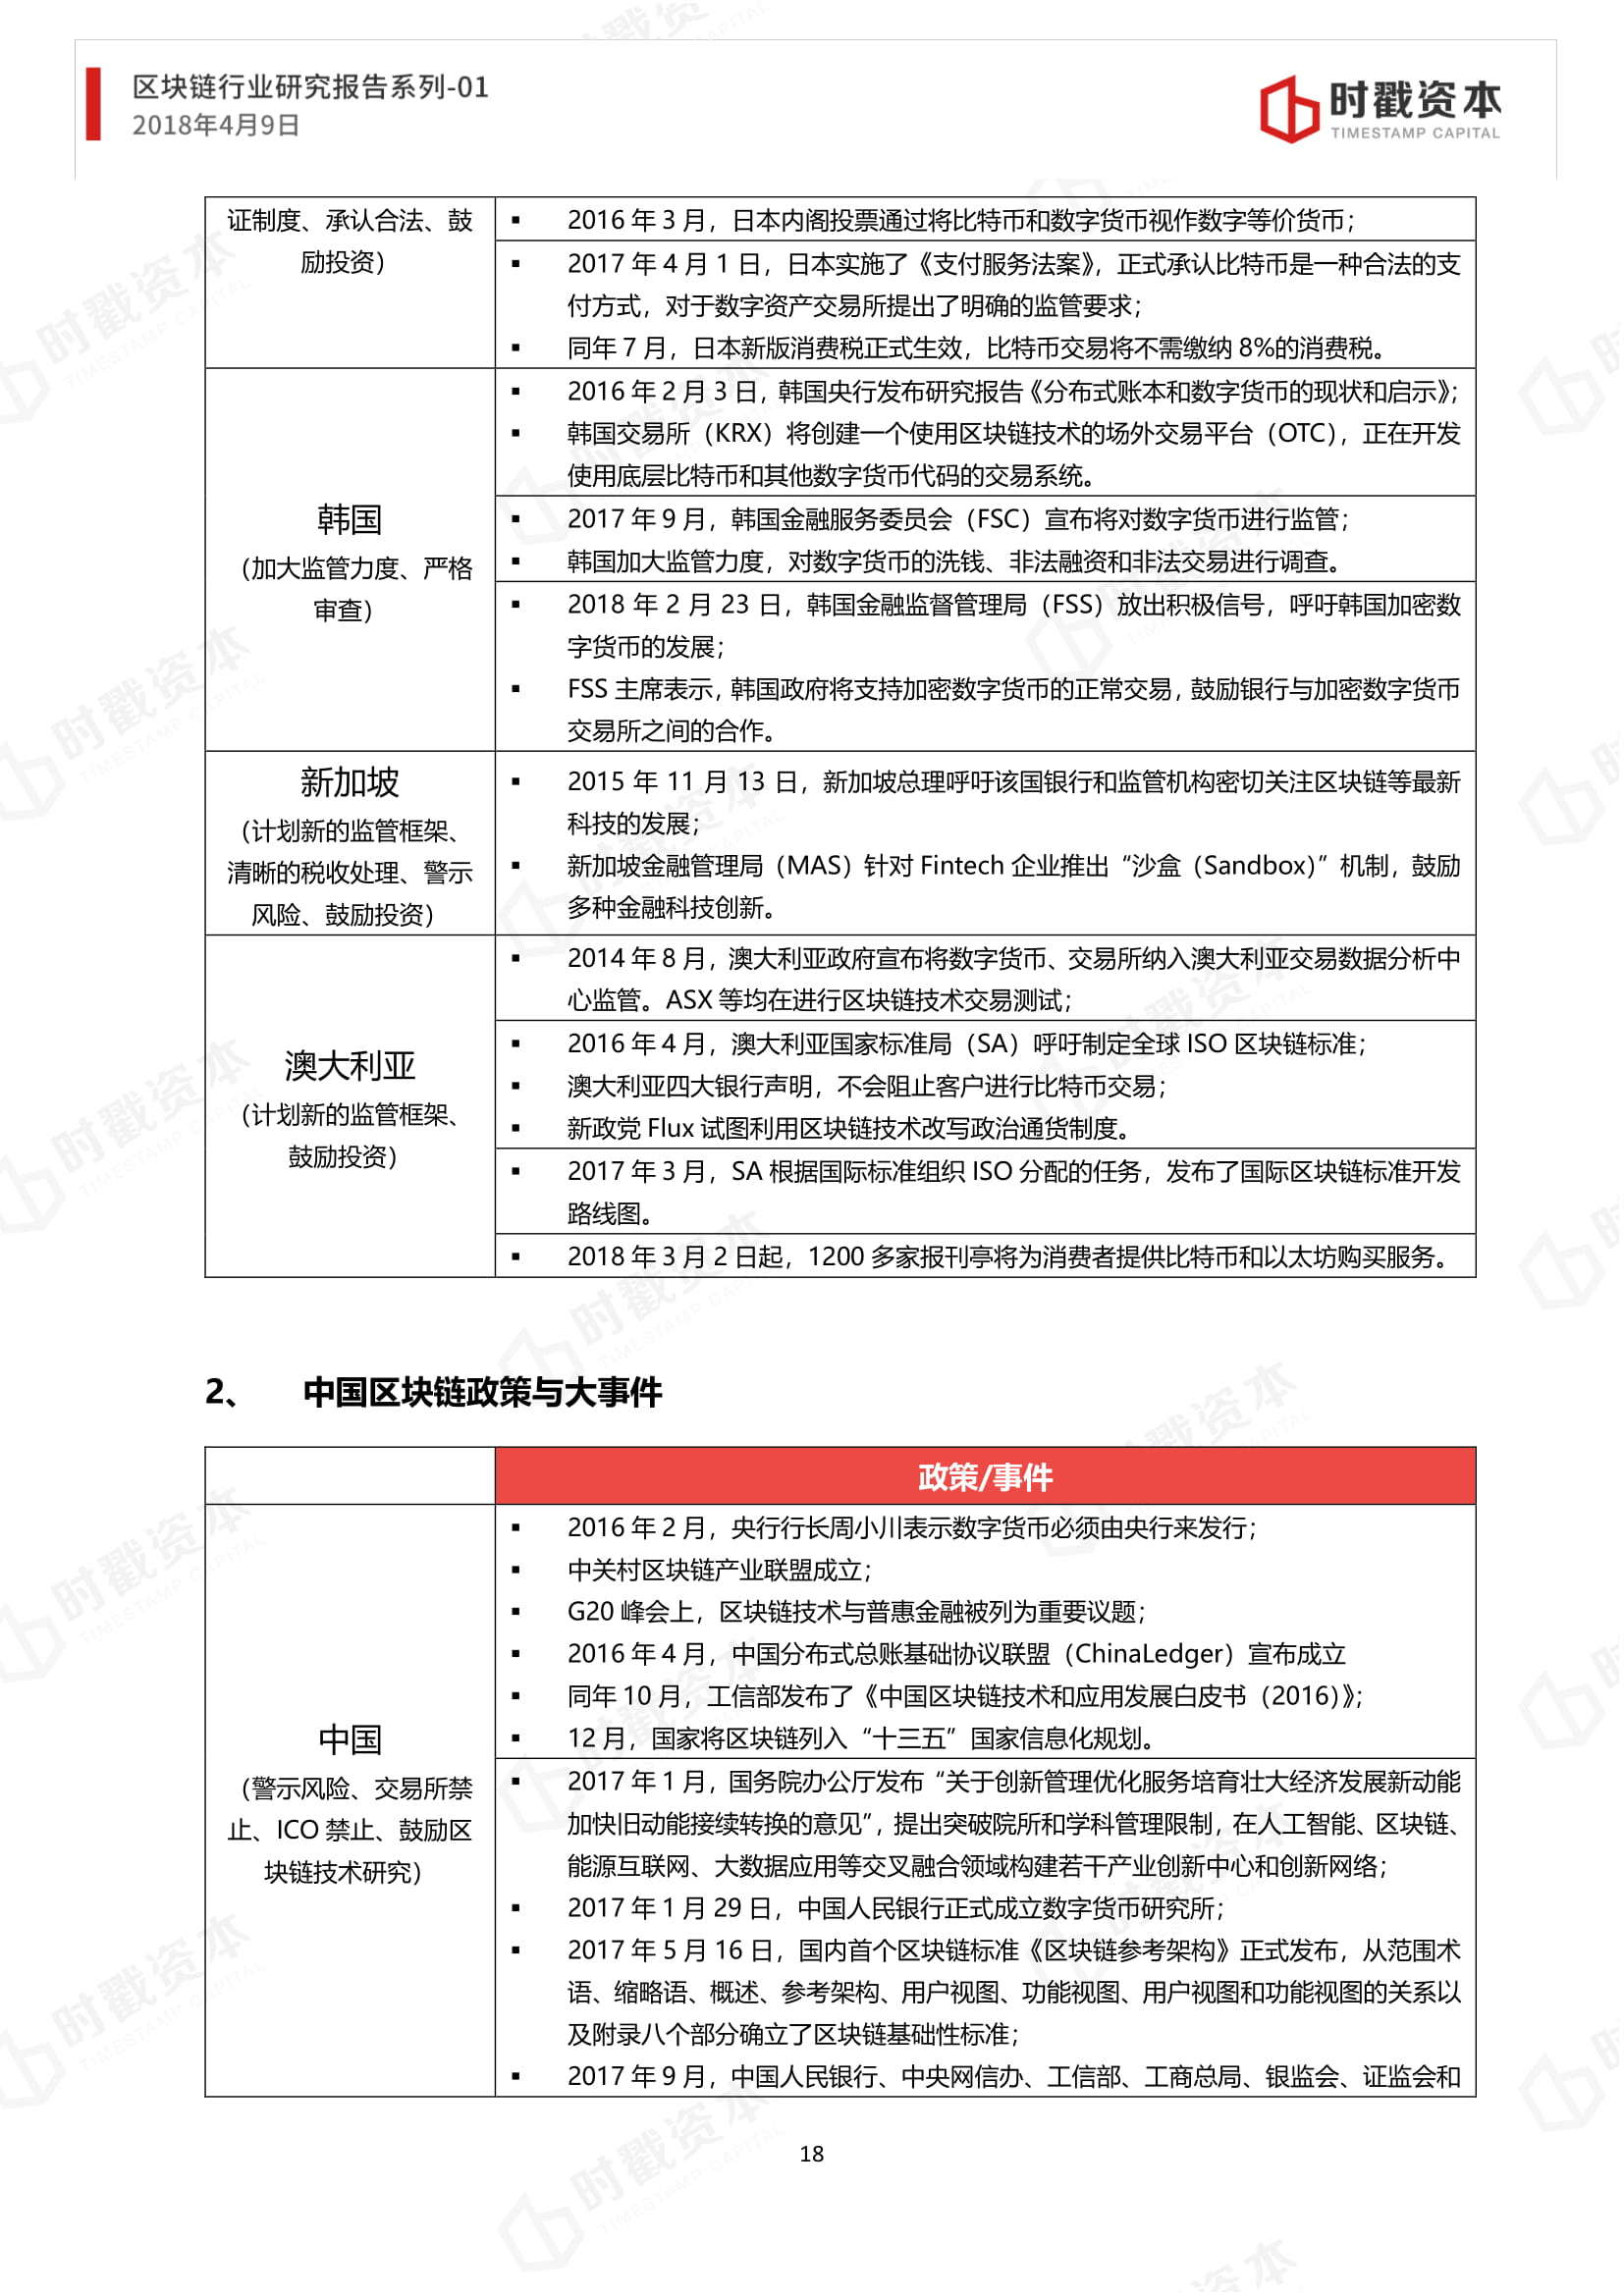 区块链行业研究报告系列-01
2018年4月9日
时戳资本
TIMESTAMP CAPITAL
证制度、承认合法、鼓
励投资）
▪ 2016 年 3 月，日本内阁投票通过将比特币和数字货币视作数字等价货币；
▪ 2017 年 4 月 1 日，日本实施了《支付服务法案》，正式承认比特币是一种合法的支
付方式，对于数字资产交易所提出了明确的监管要求；
▪ 同年 7 月，日本新版消费税正式生效，比特币交易将不需缴纳 8%的消费税。
韩国
（加大监管力度、严格
审查）
▪ 2016 年 2 月 3 日，韩国央行发布研究报告《分布式账本和数字货币的现状和启示》；
▪ 韩国交易所（KRX）将创建一个使用区块链技术的场外交易平台（OTC），正在开发
使用底层比特币和其他数字货币代码的交易系统。
▪ 2017 年 9 月，韩国金融服务委员会（FSC）宣布将对数字货币进行监管；
▪ 韩国加大监管力度，对数字货币的洗钱、非法融资和非法交易进行调查。
▪ 2018 年 2 月 23 日，韩国金融监督管理局（FSS）放出积极信号，呼吁韩国加密数
字货币的发展；
▪ FSS 主席表示，韩国政府将支持加密数字货币的正常交易，鼓励银行与加密数字货币
交易所之间的合作。
新加坡
（计划新的监管框架、
清晰的税收处理、警示
风险、鼓励投资）
▪ 2015 年 11 月 13 日，新加坡总理呼吁该国银行和监管机构密切关注区块链等最新
科技的发展；
▪ 新加坡金融管理局（MAS）针对 Fintech 企业推出“沙盒（Sandbox）”机制，鼓励
多种金融科技创新。
澳大利亚
（计划新的监管框架、
鼓励投资）
▪ 2014 年 8 月，澳大利亚政府宣布将数字货币、交易所纳入澳大利亚交易数据分析中
心监管。ASX 等均在进行区块链技术交易测试；
▪ 2016 年 4 月，澳大利亚国家标准局（SA）呼吁制定全球 ISO 区块链标准；
▪ 澳大利亚四大银行声明，不会阻止客户进行比特币交易；
▪ 新政党 Flux 试图利用区块链技术改写政治通货制度。
▪ 2017 年 3 月，SA 根据国际标准组织 ISO 分配的任务，发布了国际区块链标准开发
路线图。
▪ 2018 年 3 月 2 日起，1200 多家报刊亭将为消费者提供比特币和以太坊购买服务。
2、 中国区块链政策与大事件
政策/事件
中国
（警示风险、交易所禁
止、ICO 禁止、鼓励区
块链技术研究）
▪ 2016 年 2 月，央行行长周小川表示数字货币必须由央行来发行；
▪ 中关村区块链产业联盟成立；
▪ G20 峰会上，区块链技术与普惠金融被列为重要议题；
▪ 2016 年 4 月，中国分布式总账基础协议联盟（ChinaLedger）宣布成立
▪ 同年 10 月，工信部发布了《中国区块链技术和应用发展白皮书（2016）》；
▪ 12 月，国家将区块链列入“十三五”国家信息化规划。
▪ 2017 年 1 月，国务院办公厅发布“关于创新管理优化服务培育壮大经济发展新动能
加快旧动能接续转换的意见”，提出突破院所和学科管理限制，在人工智能、区块链、
能源互联网、大数据应用等交叉融合领域构建若干产业创新中心和创新网络；
▪ 2017 年 1 月 29 日，中国人民银行正式成立数字货币研究所；
▪ 2017 年 5 月 16 日，国内首个区块链标准《区块链参考架构》正式发布，从范围术
语、缩略语、概述、参考架构、用户视图、功能视图、用户视图和功能视图的关系以
及附录八个部分确立了区块链基础性标准；
▪ 2017 年 9 月，中国人民银行、中央网信办、工信部、工商总局、银监会、证监会和
18